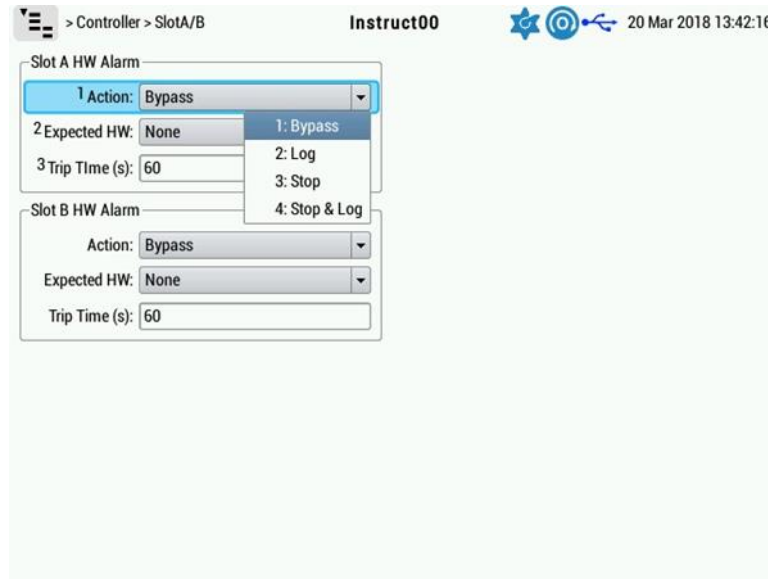 > Controller > SlotA/B Instruct00 20 Mar 2018 13:42:16
Slot A HW Alarm
1 Action: Bypass
2 Expected HW: None
3 Trip TIme (s): 60
1: Bypass
2: Log
3: Stop
4: Stop & Log
Slot B HW Alarm
Action: Bypass
Expected HW: None
Trip Time (s): 60